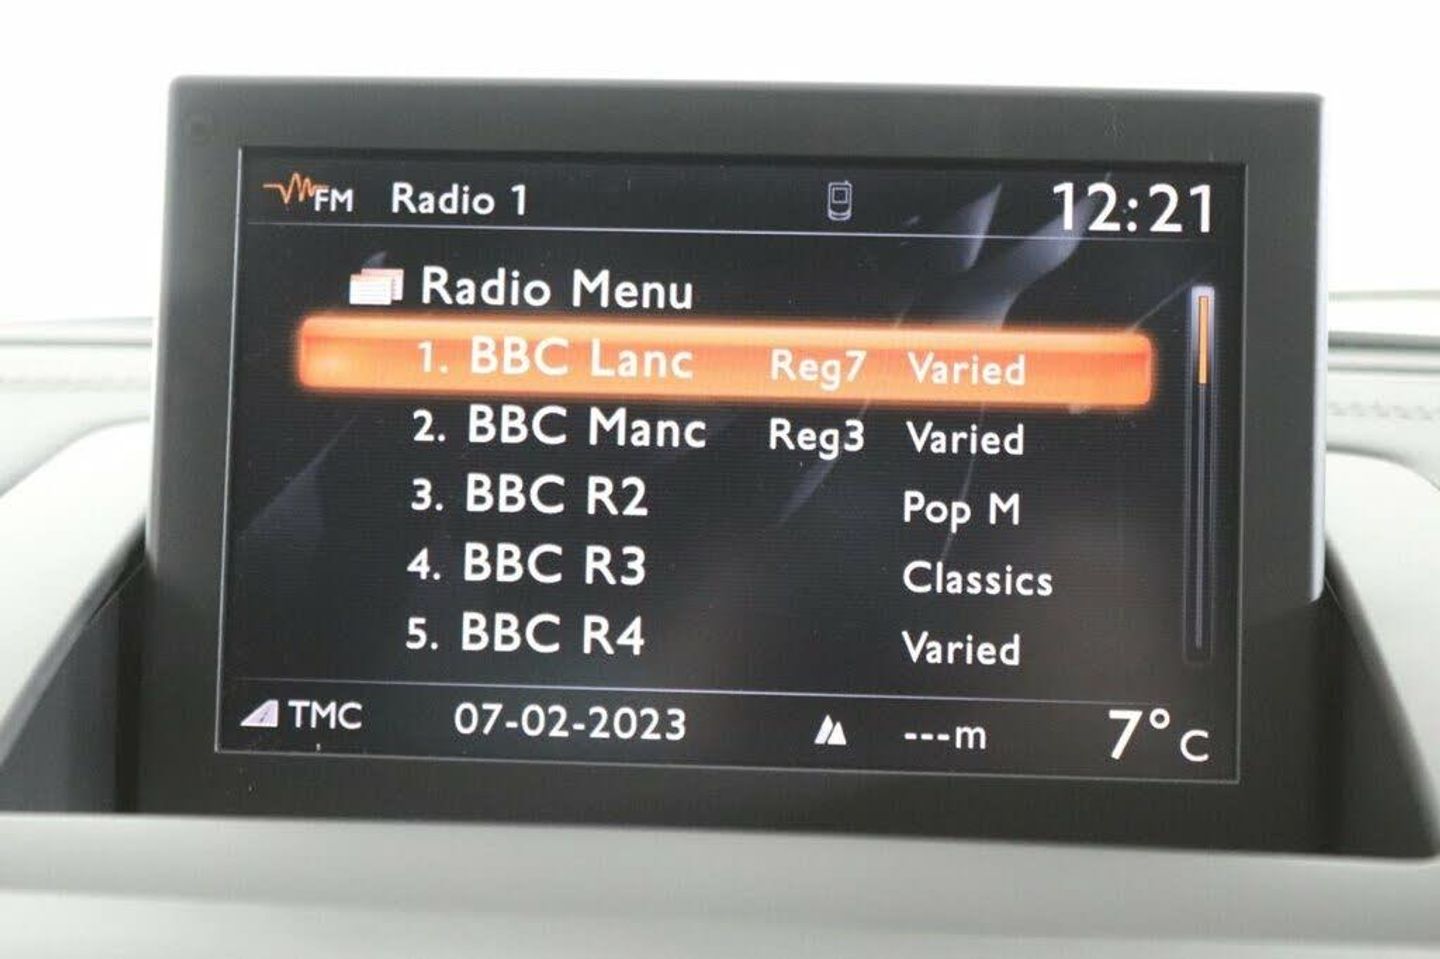 FM Radio 1 12:21
Radio Menu
1. BBC Lanc Reg7 Varied
2. BBC Manc Reg3 Varied
3. BBC R2 Pop M
4. BBC R3 Classics
5. BBC R4 Varied
TMC 07-02-2023 ---m 7°C